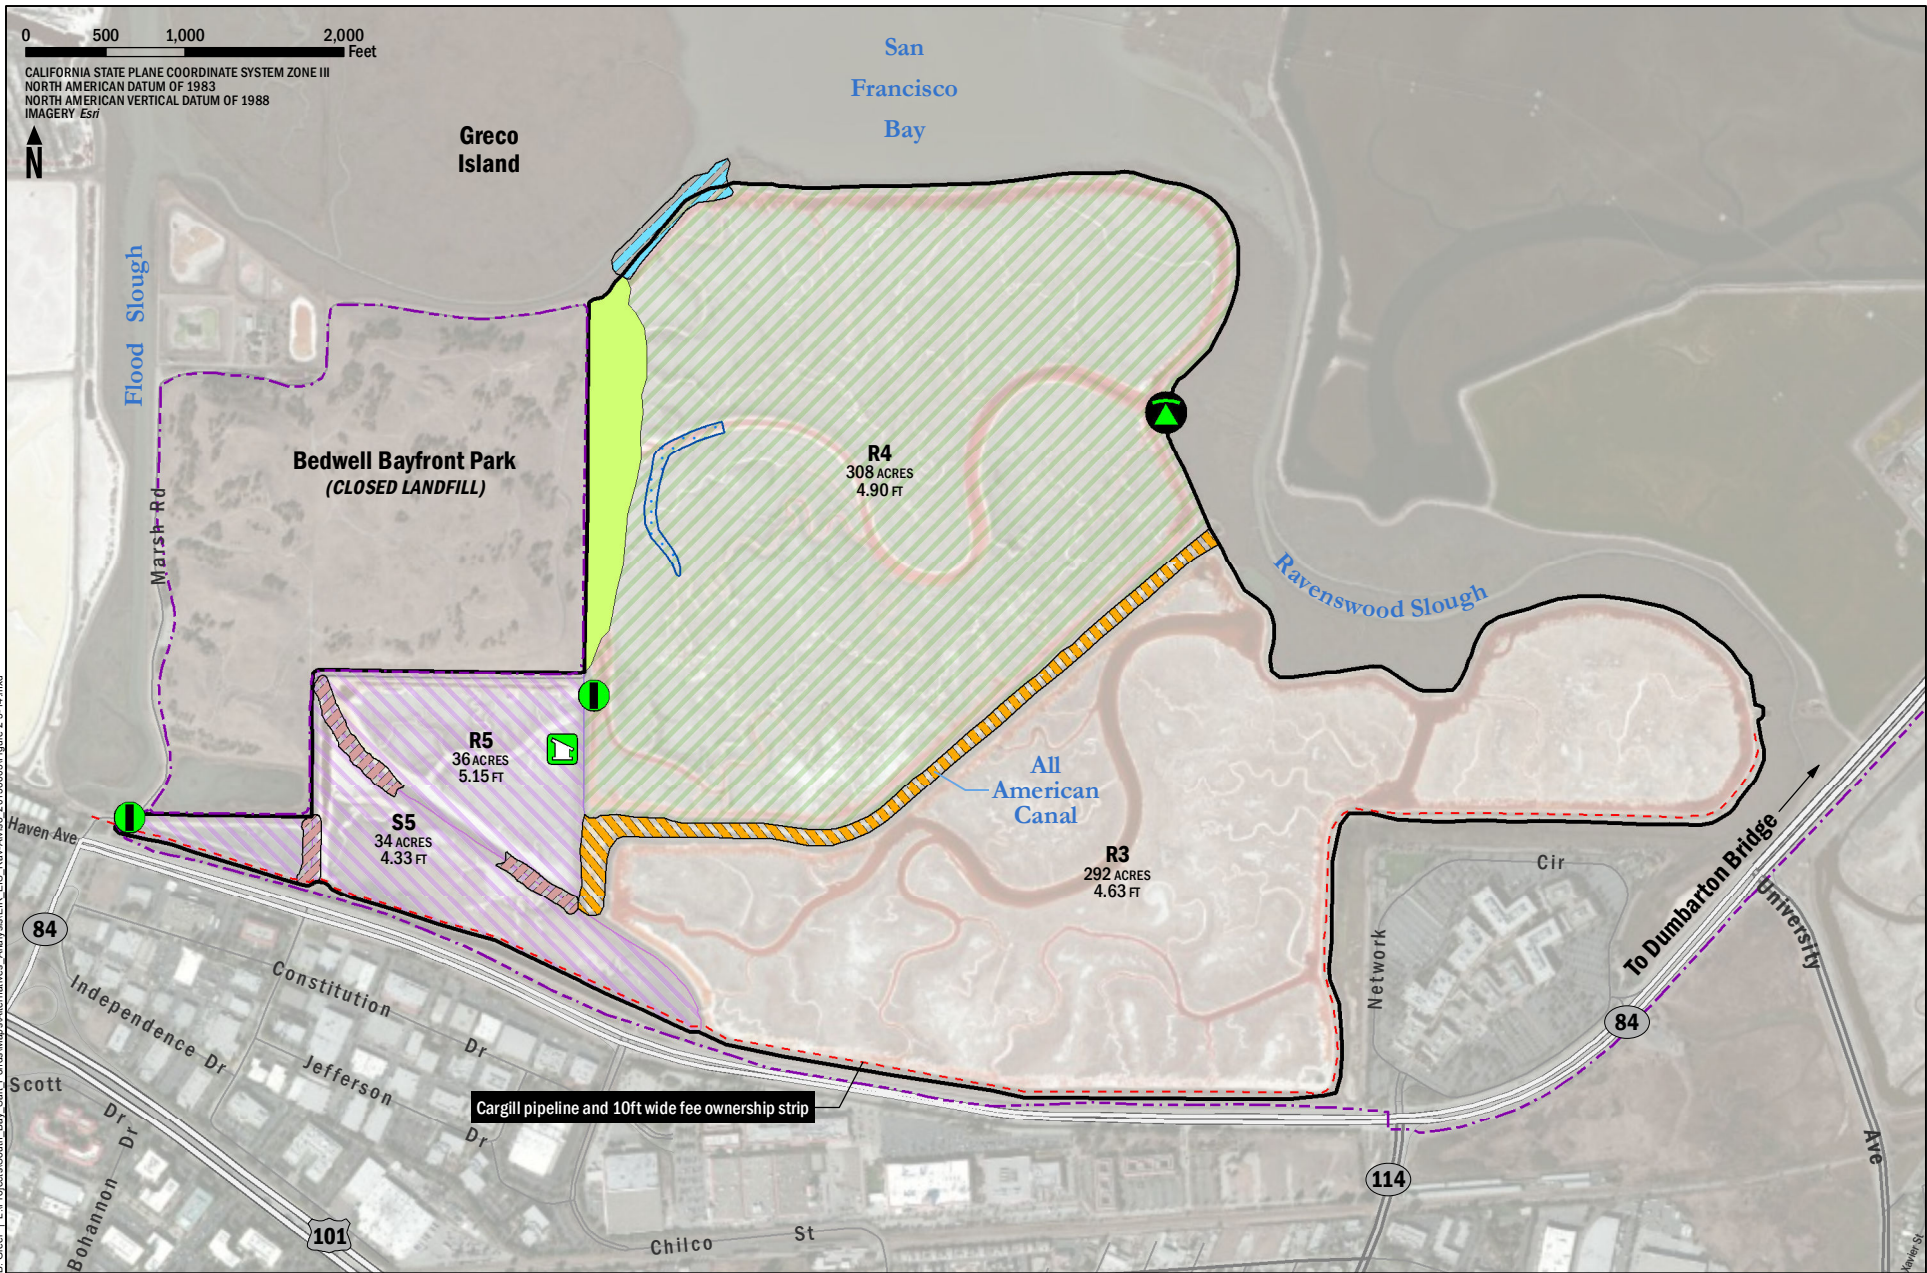 0 500 1,000 2,000
Feet
CALIFORNIA STATE PLANE COORDINATE SYSTEM ZONE III
NORTH AMERICAN DATUM OF 1983
NORTH AMERICAN VERTICAL DATUM OF 1988
IMAGERY Esri
N
San
Francisco
Bay
Greco
Island
Flood Slough
Marsh Rd
Bedwell Bayfront Park
(CLOSED LANDFILL)
R4
308 ACRES
4.90 FT
Ravenswood Slough
R5
36 ACRES
5.15 FT
S5
34 ACRES
4.33 FT
All
American
Canal
R3
292 ACRES
4.63 FT
Haven Ave
84
Independence Dr
Constitution Dr
Jefferson Dr
Scott Dr
Bohannon Dr
101
Chilco St
Cargill pipeline and 10ft wide fee ownership strip
Network Cir
To Dumbarton Bridge
University Ave
84
114
Xavier St